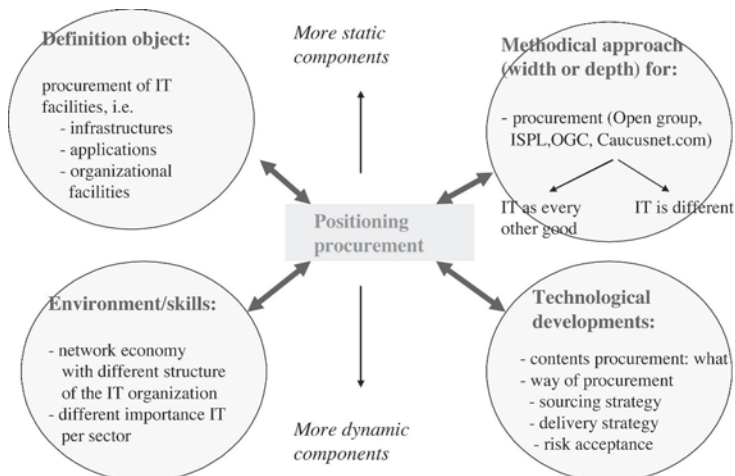 Definition object:
procurement of IT
facilities, i.e.
- infrastructures
- applications
- organizational
facilities
More static
components
Methodical approach
(width or depth) for:
- procurement (Open group,
ISPL,OGC, Caucusnet.com)
IT as every
other good
IT is different
Positioning
procurement
Environment/skills:
- network economy
with different structure
of the IT organization
- different importance IT
per sector
More dynamic
components
Technological
developments:
- contents procurement: what
- way of procurement
- sourcing strategy
- delivery strategy
- risk acceptance